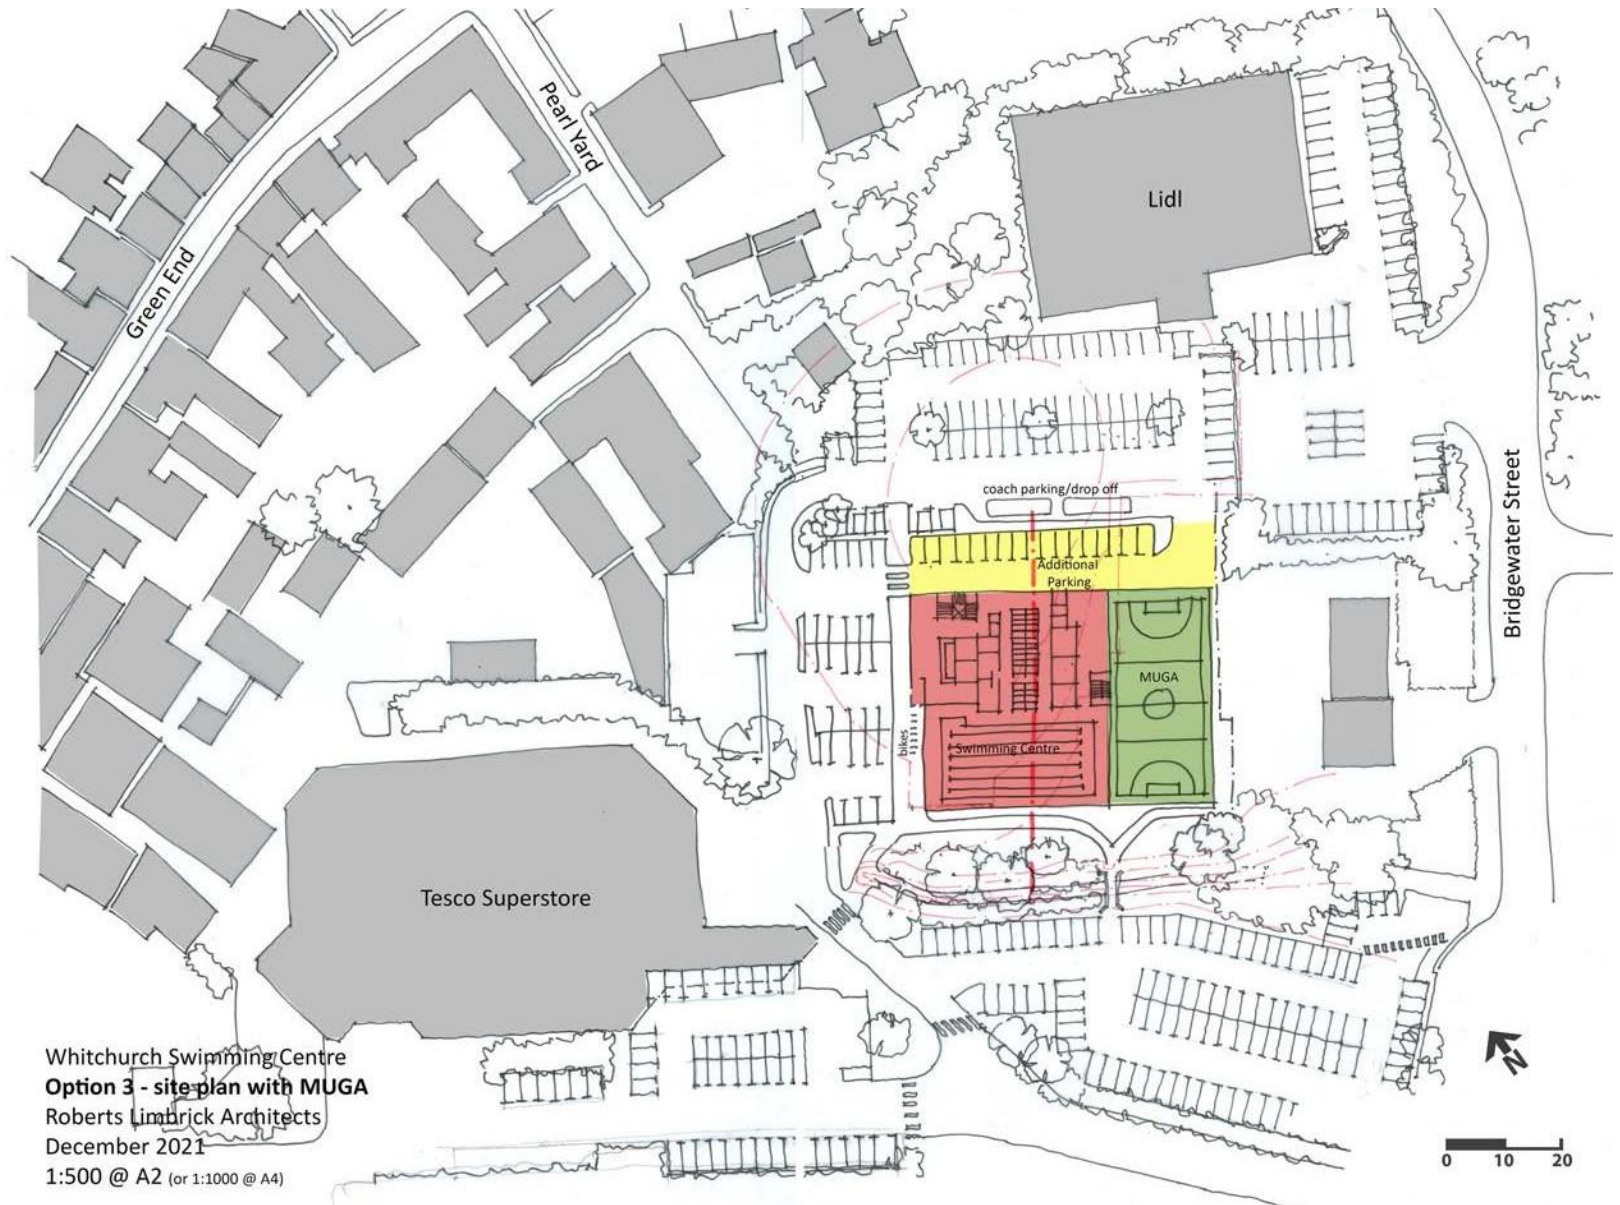 Pearl Yard
Green End
Lidl
Bridgewater Street
coach parking/drop off
Additional
Parking
MUGA
bikes
Swimming Centre
Tesco Superstore
Whitchurch Swimming Centre
Option 3 - site plan with MUGA
Roberts Limbrick Architects
December 2021
1:500 @ A2 (or 1:1000 @ A4)
N
0 10 20